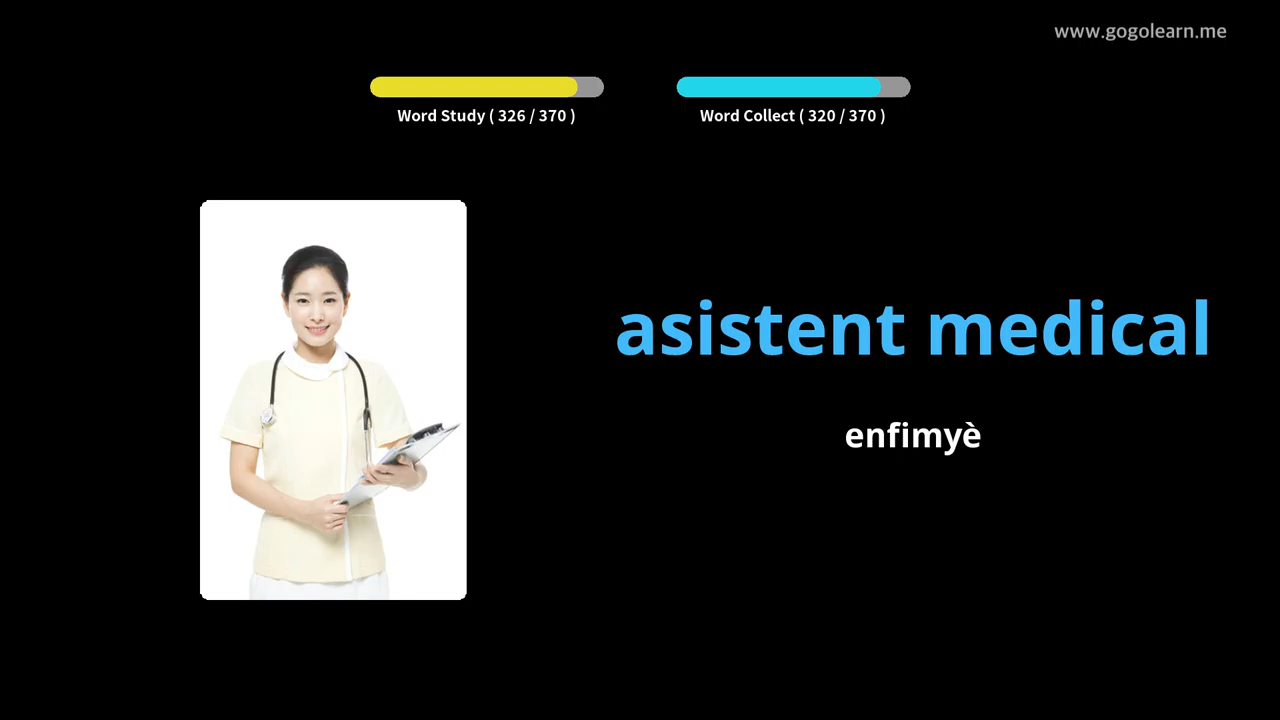 www.gogolearn.me
Word Study ( 326 / 370 )
Word Collect ( 320 / 370 )
asistent medical
enfimyè